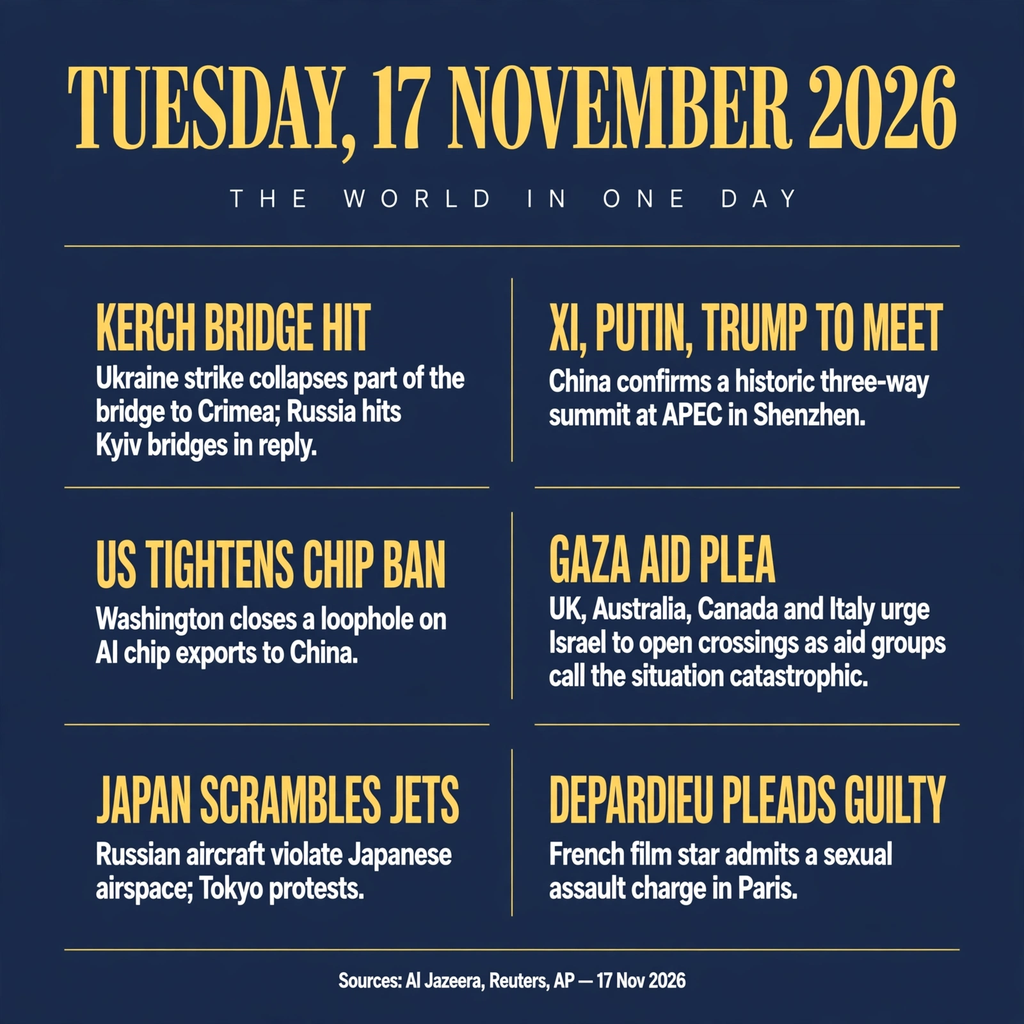 TUESDAY, 17 NOVEMBER 2026
THE WORLD IN ONE DAY
KERCH BRIDGE HIT
Ukraine strike collapses part of the
bridge to Crimea; Russia hits
Kyiv bridges in reply.
XI, PUTIN, TRUMP TO MEET
China confirms a historic three-way
summit at APEC in Shenzhen.
US TIGHTENS CHIP BAN
Washington closes a loophole on
AI chip exports to China.
GAZA AID PLEA
UK, Australia, Canada and Italy urge
Israel to open crossings as aid groups
call the situation catastrophic.
JAPAN SCRAMBLES JETS
Russian aircraft violate Japanese
airspace; Tokyo protests.
DEPARDIEU PLEADS GUILTY
French film star admits a sexual
assault charge in Paris.
Sources: Al Jazeera, Reuters, AP — 17 Nov 2026